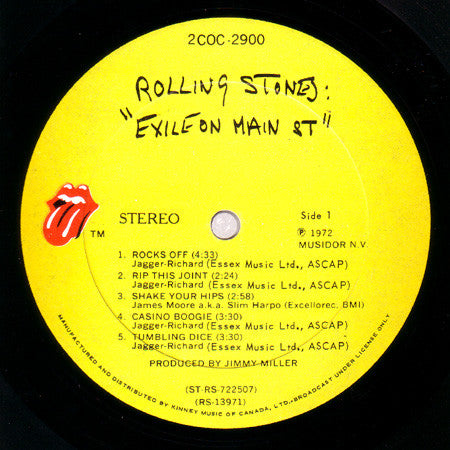 2COC-2900
ROLLING STONES:
"EXILE ON MAIN ST"
TM
STEREO
Side 1
℗ 1972
MUSIDOR N.V.
1. ROCKS OFF (4:33)
Jagger-Richard (Essex Music Ltd., ASCAP)
2. RIP THIS JOINT (2:24)
Jagger-Richard (Essex Music Ltd., ASCAP)
3. SHAKE YOUR HIPS (2:58)
James Moore a.k.a. Slim Harpo (Excellorec, BMI)
4. CASINO BOOGIE (3:30)
Jagger-Richard (Essex Music Ltd., ASCAP)
5. TUMBLING DICE (3:30)
Jagger-Richard (Essex Music Ltd., ASCAP)
PRODUCED BY JIMMY MILLER
(ST-RS-722507)
(RS-13971)
MANUFACTURED AND DISTRIBUTED BY KINNEY MUSIC OF CANADA, LTD./BROADCAST UNDER LICENSE ONLY.